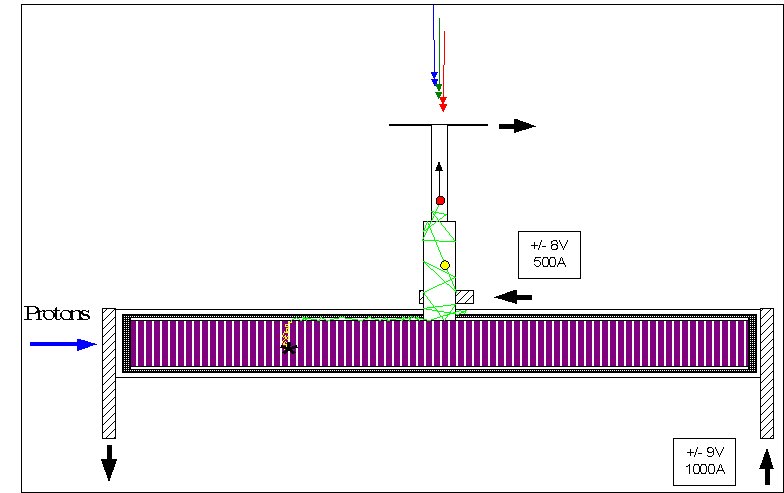 +/- 8V
500A
Protons
+/- 9V
1000A